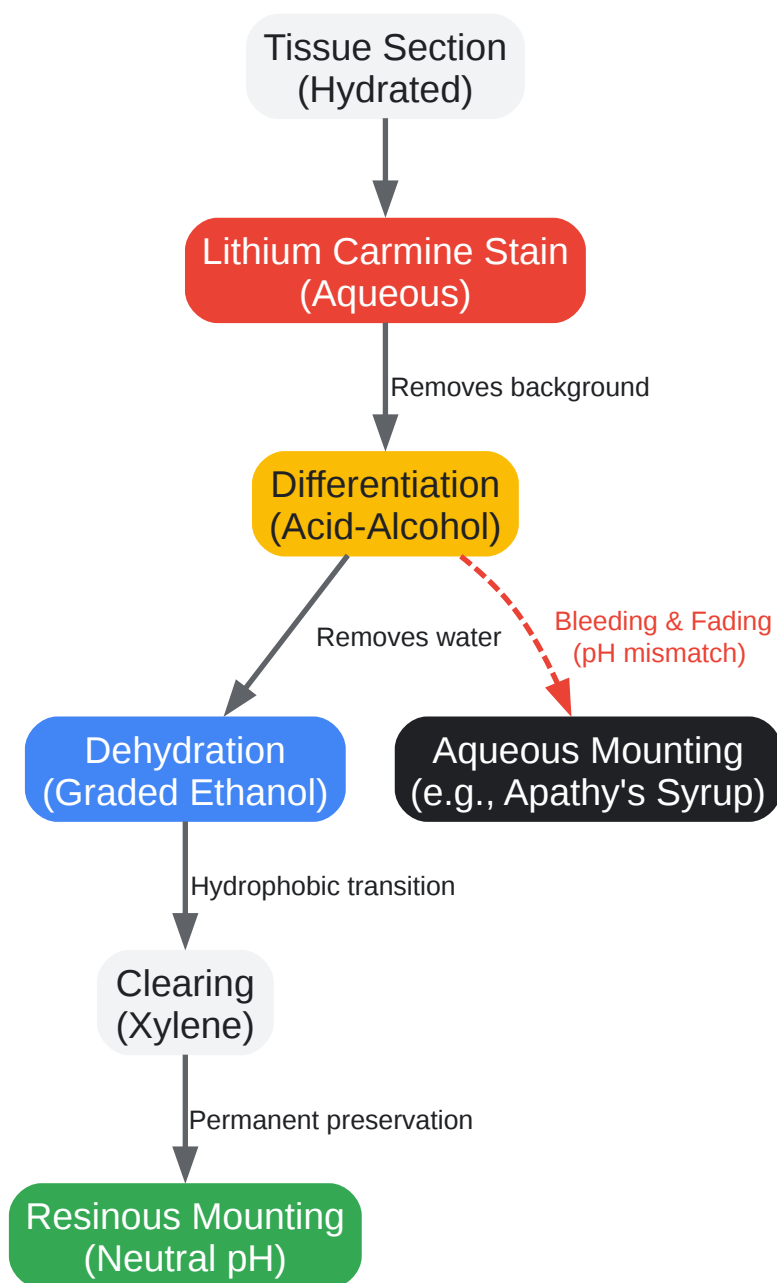 Tissue Section
(Hydrated)
Lithium Carmine Stain
(Aqueous)
Removes background
Differentiation
(Acid-Alcohol)
Removes water
Bleeding & Fading
(pH mismatch)
Dehydration
(Graded Ethanol)
Aqueous Mounting
(e.g., Apathy's Syrup)
Hydrophobic transition
Clearing
(Xylene)
Permanent preservation
Resinous Mounting
(Neutral pH)